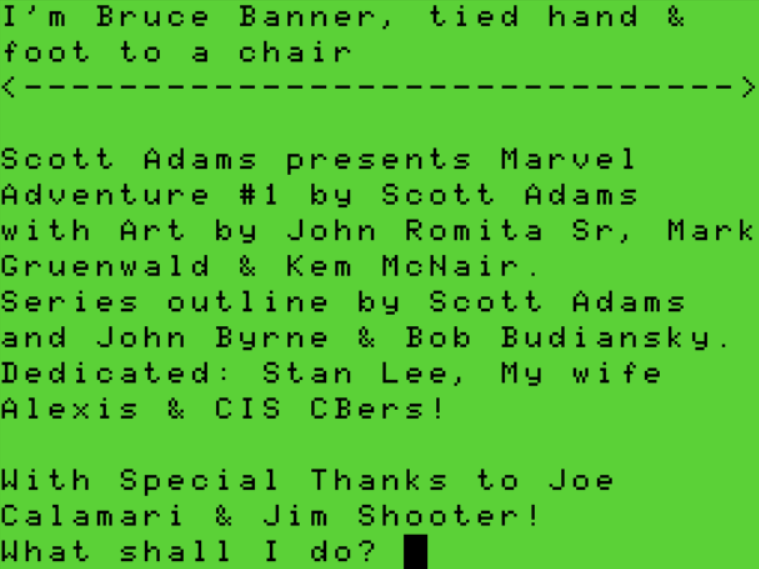 I'm Bruce Banner, tied hand &
foot to a chair
<------------------------------>
Scott Adams presents Marvel
Adventure #1 by Scott Adams
with Art by John Romita Sr, Mark
Gruenwald & Kem McNair.
Series outline by Scott Adams
and John Byrne & Bob Budiansky.
Dedicated: Stan Lee, My wife
Alexis & CIS CBers!
With Special Thanks to Joe
Calamari & Jim Shooter!
What shall I do?